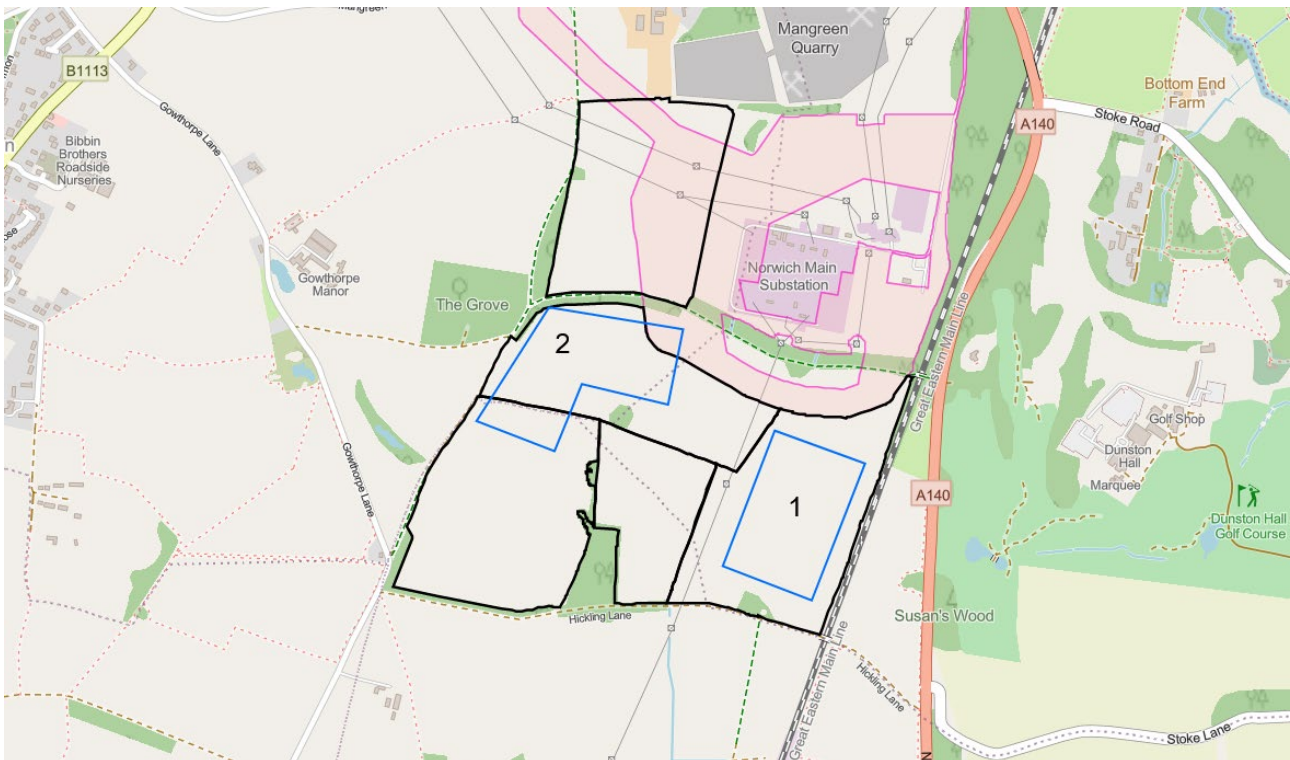 Mangreen
B1113
Gowthorpe Lane
Bibbin
Brothers
Roadside
Nurseries
Mangreen
Quarry
Bottom End
Farm
A140
Stoke Road
Gowthorpe
Manor
The Grove
Norwich Main
Substation
Great Eastern Main Line
2
Gowthorpe Lane
1
Golf Shop
Dunston
Hall
Marquee
A140
Dunston Hall
Golf Course
Hickling Lane
Susan's Wood
Great Eastern Main Line
Hickling Lane
Stoke Lane
N